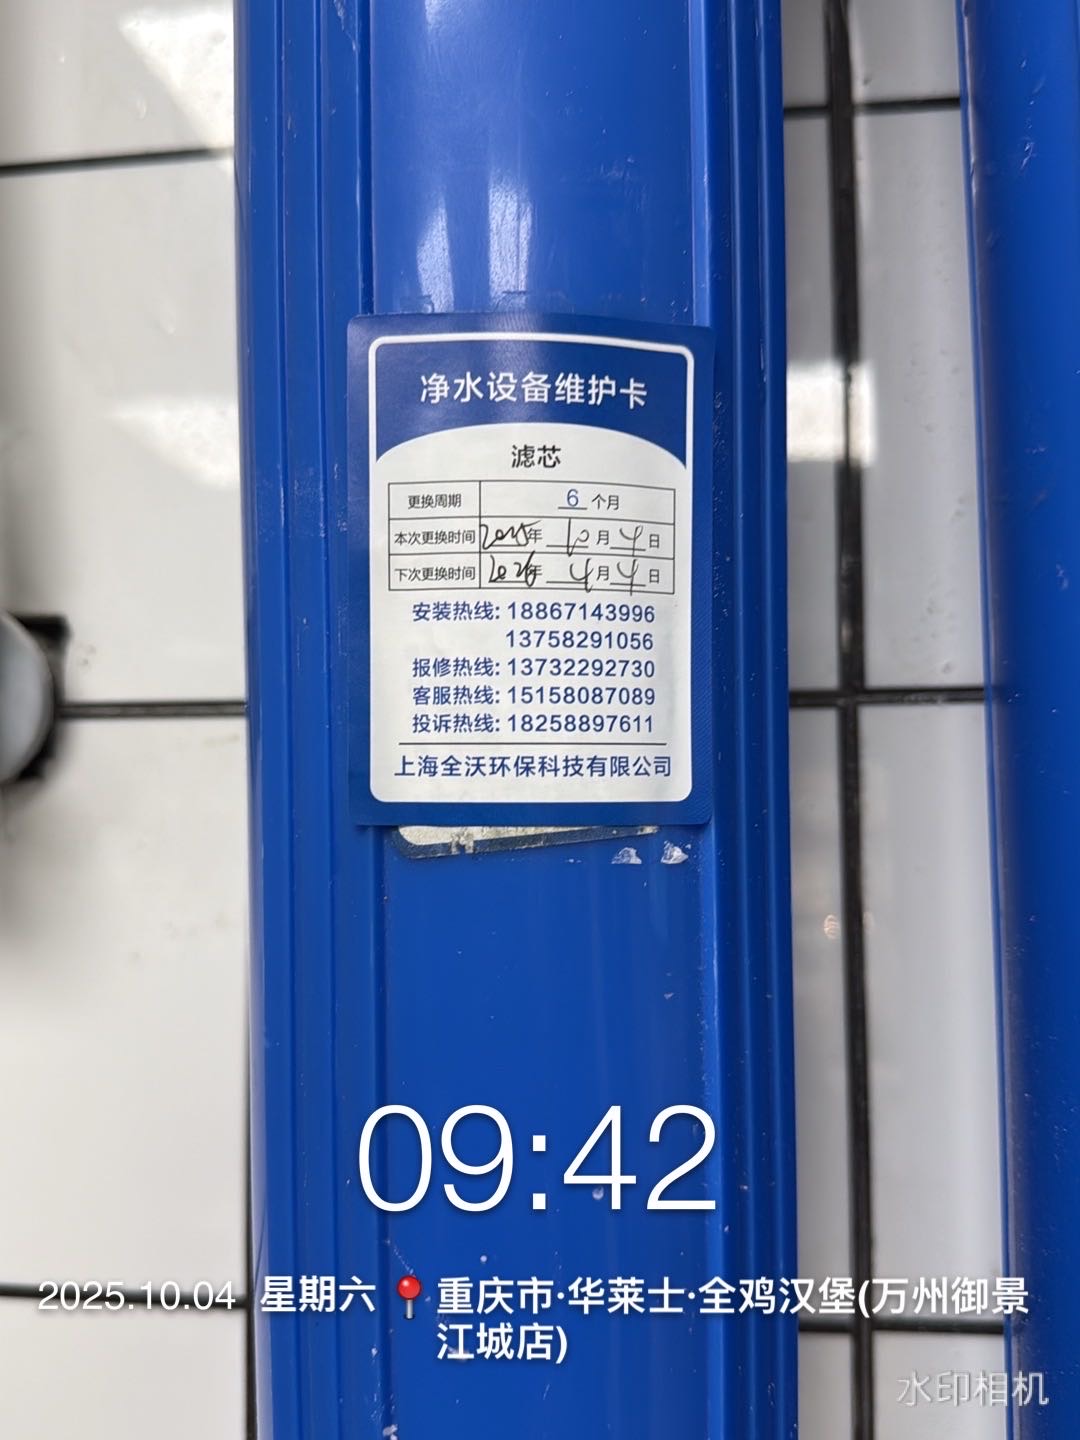 净水设备维护卡
滤芯
更换周期 6 个月
本次更换时间 2025年 10月 4日
下次更换时间 2026年 4月 4日
安装热线: 18867143996
13758291056
报修热线: 13732292730
客服热线: 15158087089
投诉热线: 18258897611
上海全沃环保科技有限公司
09:42
2025.10.04 星期六 📍重庆市·华莱士·全鸡汉堡(万州御景
江城店)
水印相机